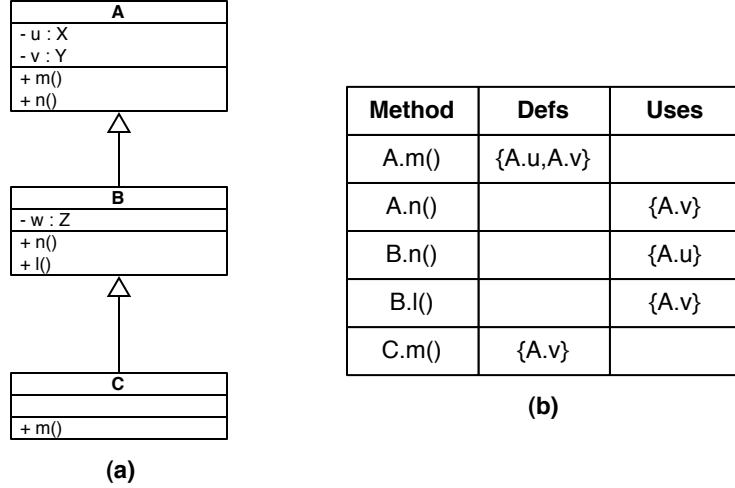 A
- u : X
- v : Y
+ m()
+ n()
B
- w : Z
+ n()
+ l()
C
+ m()
(a)
Method Defs Uses
A.m() {A.u,A.v}
A.n() {A.v}
B.n() {A.u}
B.l() {A.v}
C.m() {A.v}
(b)